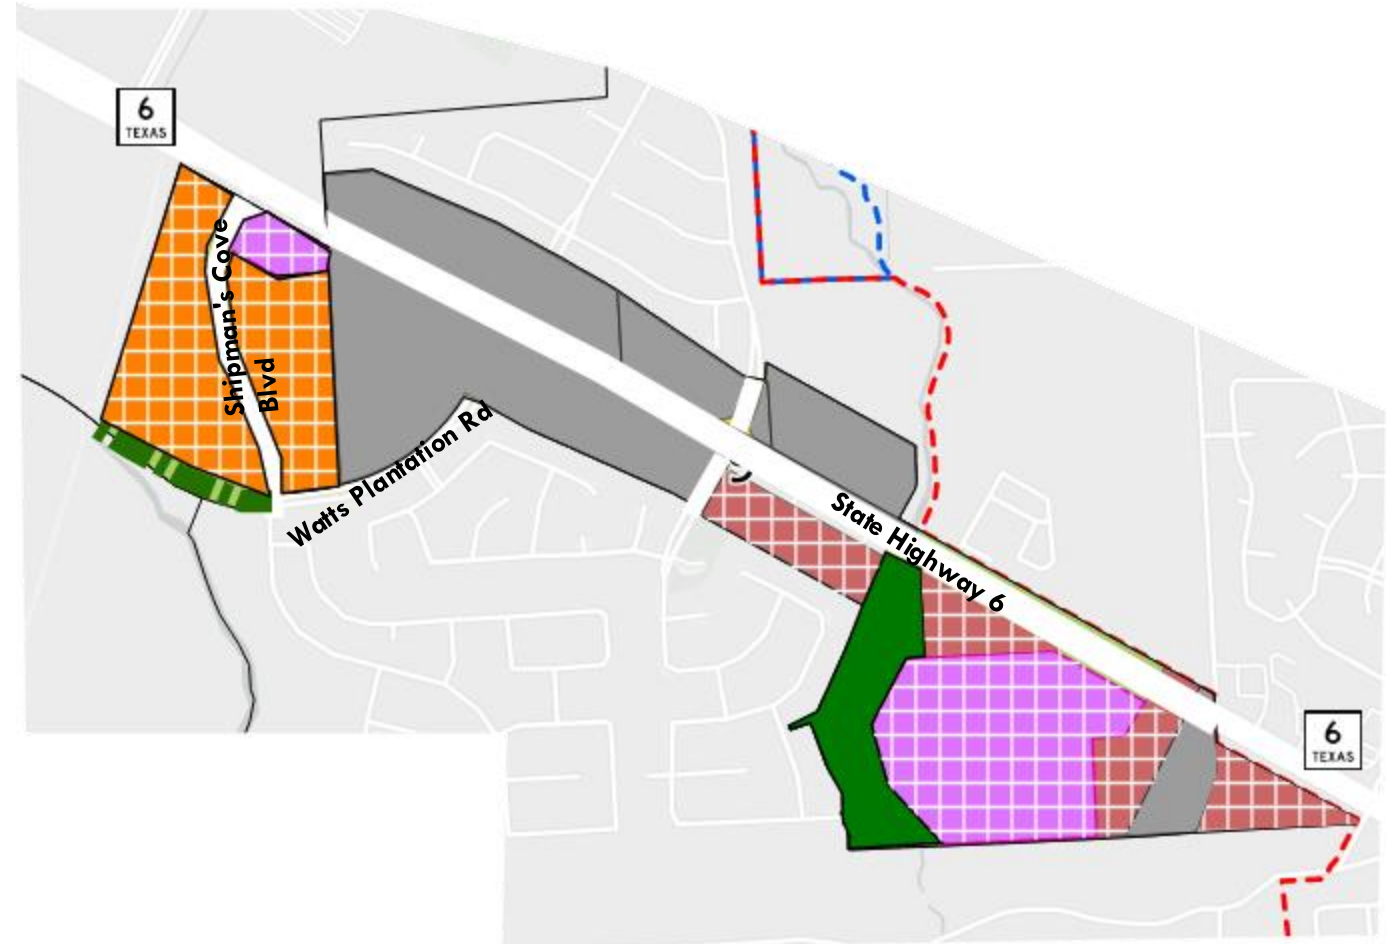 6
TEXAS
Shipman's Cove
Blvd
Watts Plantation Rd
State Highway 6
6
TEXAS